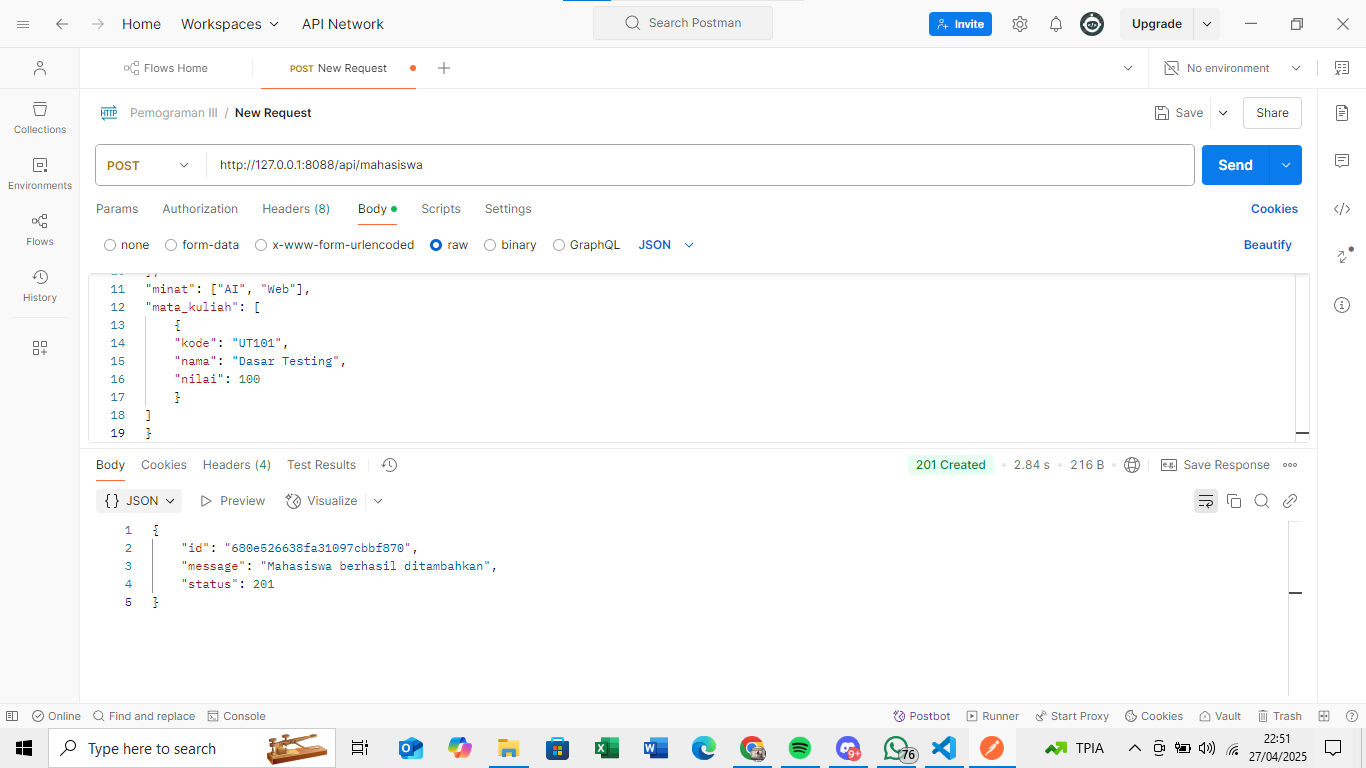 Home Workspaces API Network Search Postman Invite Upgrade
Flows Home POST New Request No environment
HTTP Pemograman III / New Request Save Share
POST http://127.0.0.1:8088/api/mahasiswa Send
Params Authorization Headers (8) Body Scripts Settings Cookies
none form-data x-www-form-urlencoded raw binary GraphQL JSON Beautify
Collections
Environments
Flows
History
11 "minat": ["AI", "Web"],
12 "mata_kuliah": [
13 {
14 "kode": "UT101",
15 "nama": "Dasar Testing",
16 "nilai": 100
17 }
18 ]
19 }
Body Cookies Headers (4) Test Results 201 Created 2.84 s 216 B e.g. Save Response
{} JSON Preview Visualize
1 {
2 "id": "680e526638fa31097cbbf870",
3 "message": "Mahasiswa berhasil ditambahkan",
4 "status": 201
5 }
Online Find and replace Console Postbot Runner Start Proxy Cookies Vault Trash
Type here to search 9+ 76 TPIA 22:51
27/04/2025